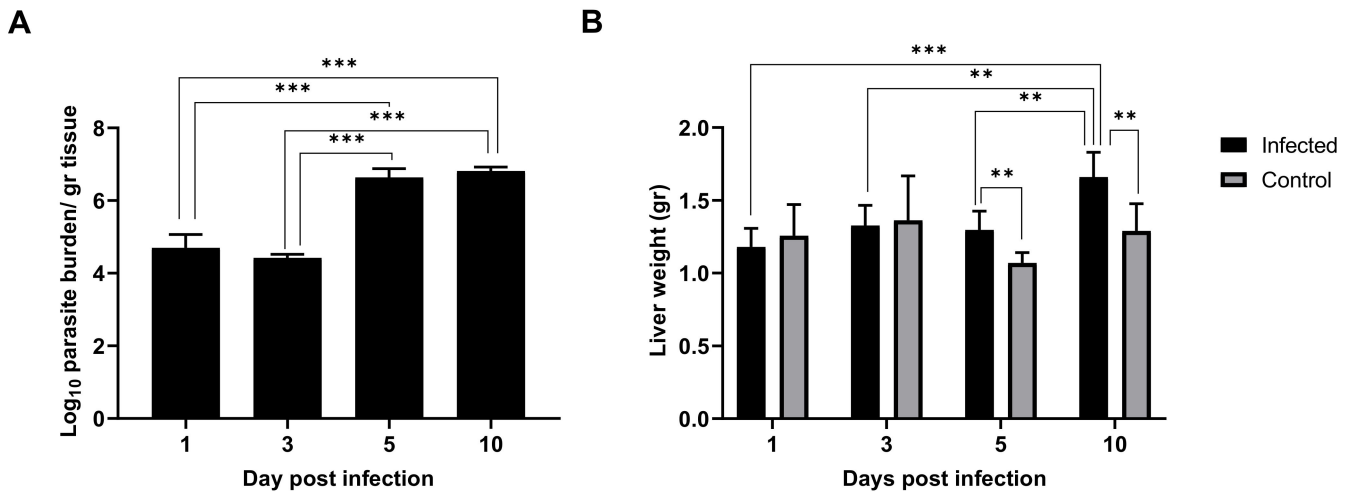 A
***
***
***
***
8
6
4
2
0
Log10 parasite burden/ gr tissue
1 3 5 10
Day post infection
B
***
**
**
**
**
2.0
1.5
1.0
0.5
0.0
Liver weight (gr)
1 3 5 10
Days post infection
Infected
Control